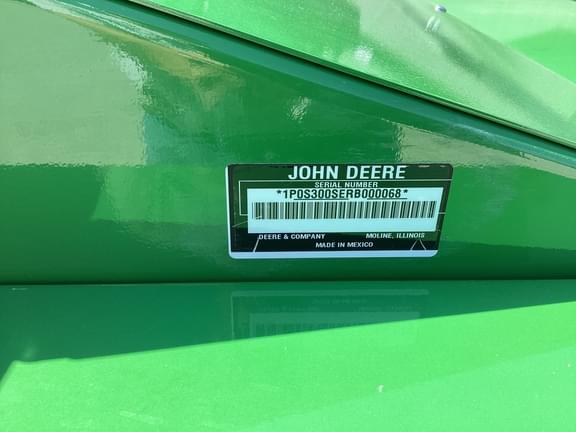 JOHN DEERE
SERIAL NUMBER
*1P0S300SERB000068*
DEERE & COMPANY MOLINE, ILLINOIS
MADE IN MEXICO